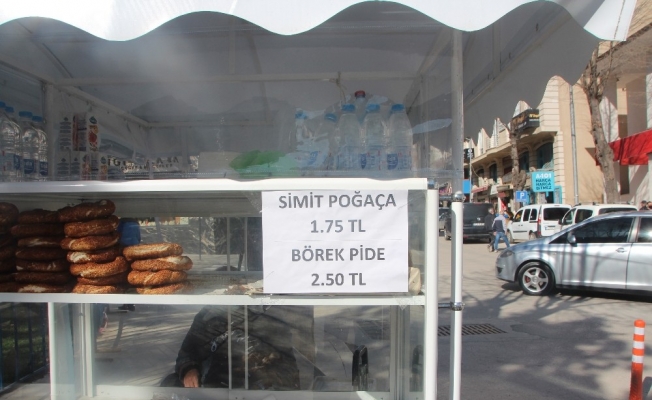 SİMİT POĞAÇA
1.75 TL
BÖREK PİDE
2.50 TL